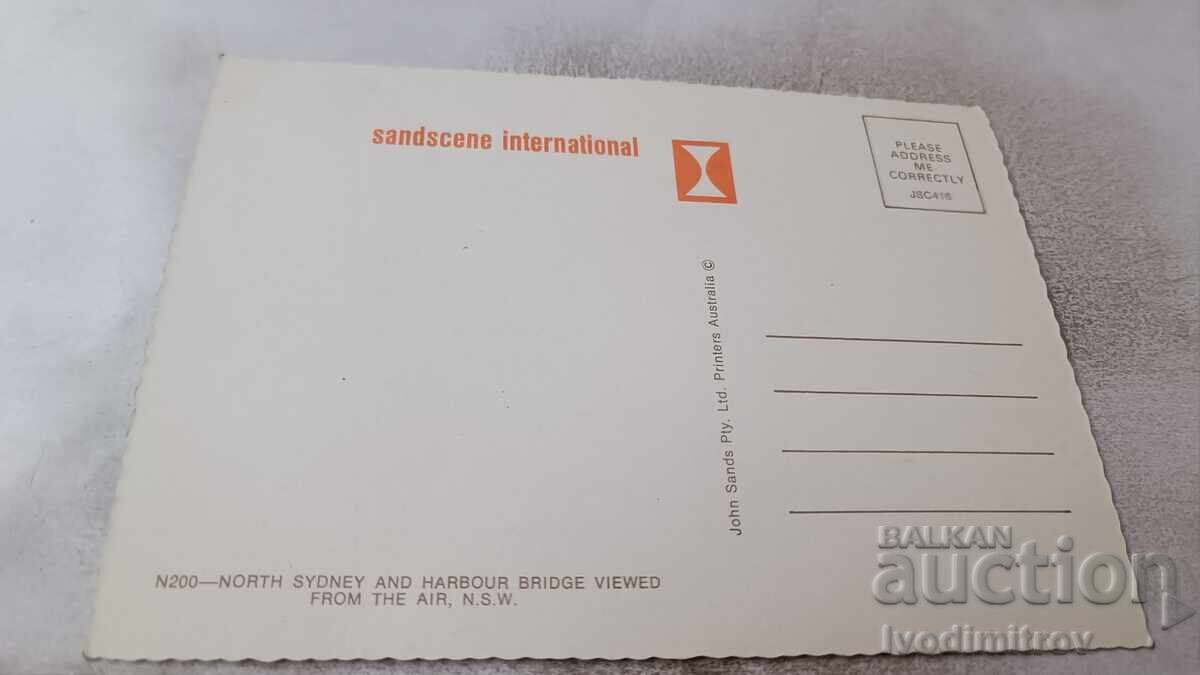 sandscene international
PLEASE
ADDRESS
ME
CORRECTLY
JSC416
John Sands Pty. Ltd. Printers Australia ©
N200—NORTH SYDNEY AND HARBOUR BRIDGE VIEWED
FROM THE AIR, N.S.W.
BALKAN
auction
Ivodimitrov